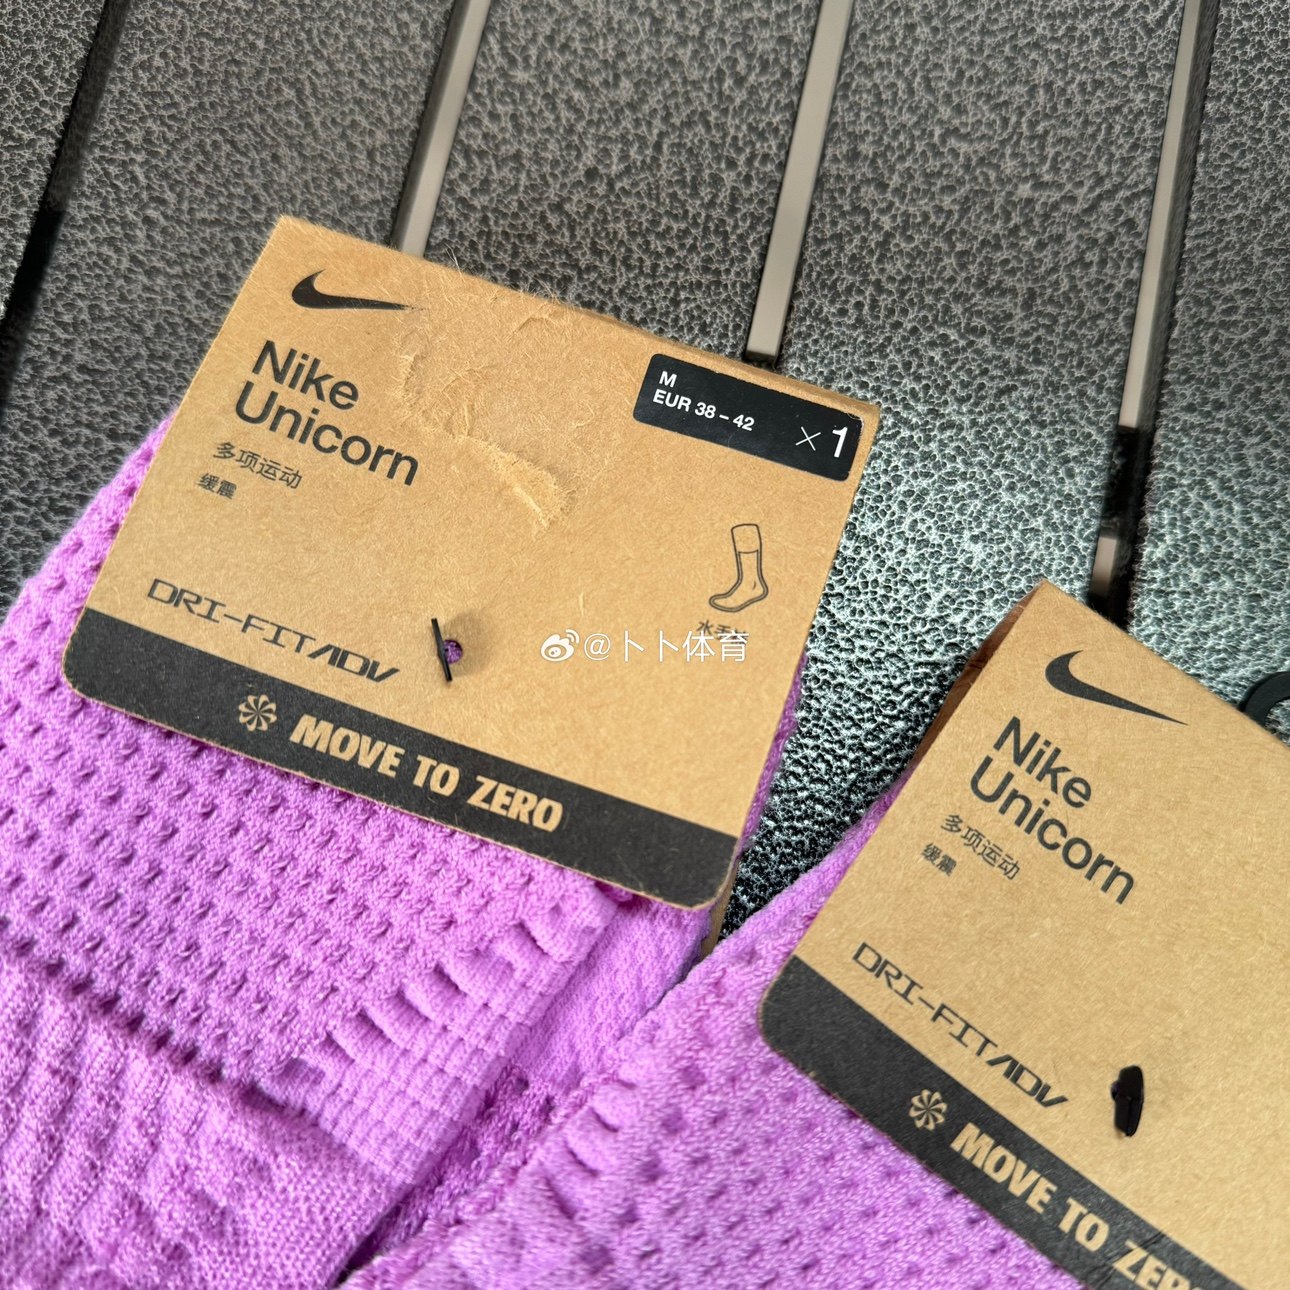 Nike
Unicorn
多项运动
缓震
M
EUR 38 – 42
× 1
DRI-FIT ADV
MOVE TO ZERO
@卜卜体育
Nike
Unicorn
多项运动
缓震
DRI-FIT ADV
MOVE TO ZERO